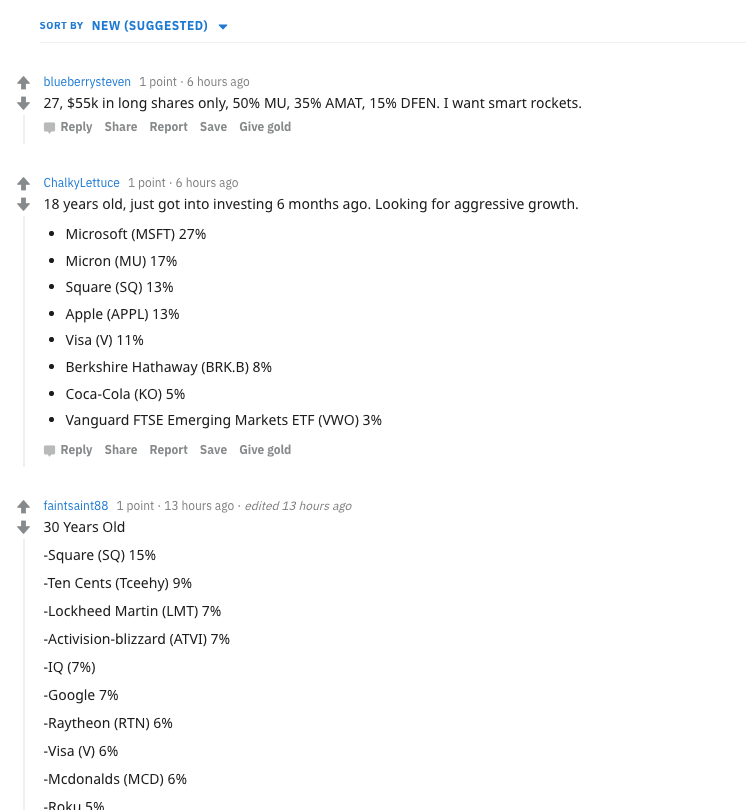 SORT BY NEW (SUGGESTED)
blueberrysteven 1 point · 6 hours ago
27, $55k in long shares only, 50% MU, 35% AMAT, 15% DFEN. I want smart rockets.
Reply Share Report Save Give gold
ChalkyLettuce 1 point · 6 hours ago
18 years old, just got into investing 6 months ago. Looking for aggressive growth.
• Microsoft (MSFT) 27%
• Micron (MU) 17%
• Square (SQ) 13%
• Apple (APPL) 13%
• Visa (V) 11%
• Berkshire Hathaway (BRK.B) 8%
• Coca-Cola (KO) 5%
• Vanguard FTSE Emerging Markets ETF (VWO) 3%
Reply Share Report Save Give gold
faintsaint88 1 point · 13 hours ago · edited 13 hours ago
30 Years Old
-Square (SQ) 15%
-Ten Cents (Tceehy) 9%
-Lockheed Martin (LMT) 7%
-Activision-blizzard (ATVI) 7%
-IQ (7%)
-Google 7%
-Raytheon (RTN) 6%
-Visa (V) 6%
-Mcdonalds (MCD) 6%
-Roku 5%